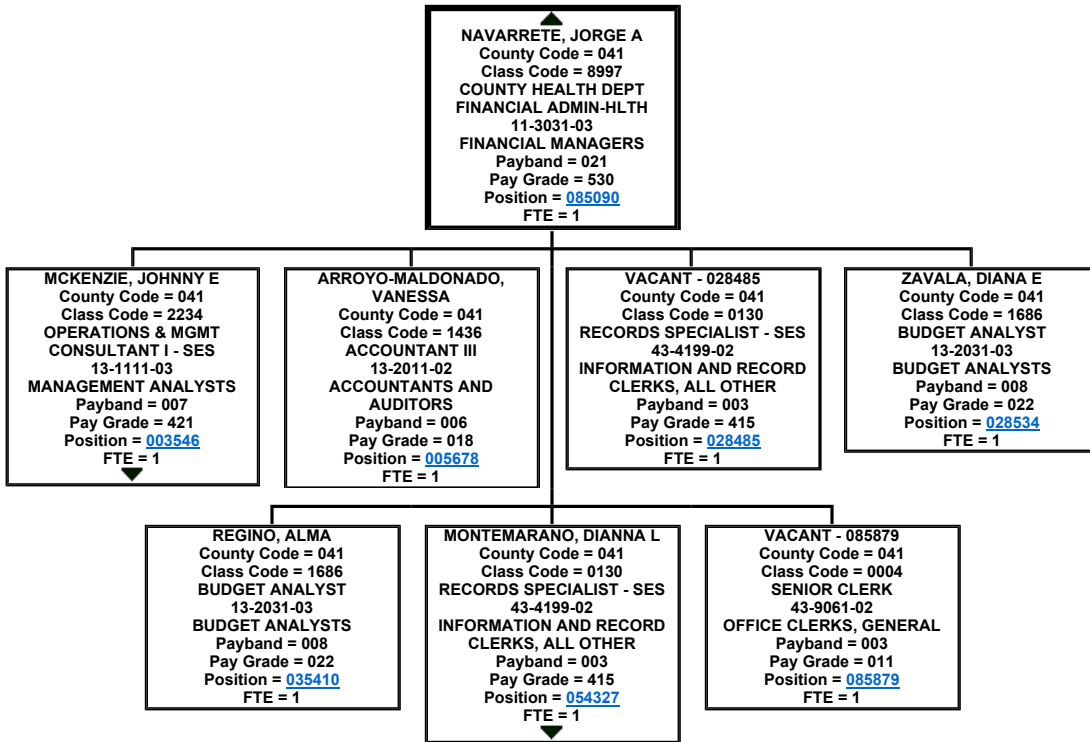 NAVARRETE, JORGE A
County Code = 041
Class Code = 8997
COUNTY HEALTH DEPT
FINANCIAL ADMIN-HLTH
11-3031-03
FINANCIAL MANAGERS
Payband = 021
Pay Grade = 530
Position = 085090
FTE = 1
MCKENZIE, JOHNNY E
County Code = 041
Class Code = 2234
OPERATIONS & MGMT
CONSULTANT I - SES
13-1111-03
MANAGEMENT ANALYSTS
Payband = 007
Pay Grade = 421
Position = 003546
FTE = 1
ARROYO-MALDONADO,
VANESSA
County Code = 041
Class Code = 1436
ACCOUNTANT III
13-2011-02
ACCOUNTANTS AND
AUDITORS
Payband = 006
Pay Grade = 018
Position = 005678
FTE = 1
VACANT - 028485
County Code = 041
Class Code = 0130
RECORDS SPECIALIST - SES
43-4199-02
INFORMATION AND RECORD
CLERKS, ALL OTHER
Payband = 003
Pay Grade = 415
Position = 028485
FTE = 1
ZAVALA, DIANA E
County Code = 041
Class Code = 1686
BUDGET ANALYST
13-2031-03
BUDGET ANALYSTS
Payband = 008
Pay Grade = 022
Position = 028534
FTE = 1
REGINO, ALMA
County Code = 041
Class Code = 1686
BUDGET ANALYST
13-2031-03
BUDGET ANALYSTS
Payband = 008
Pay Grade = 022
Position = 035410
FTE = 1
MONTEMARANO, DIANNA L
County Code = 041
Class Code = 0130
RECORDS SPECIALIST - SES
43-4199-02
INFORMATION AND RECORD
CLERKS, ALL OTHER
Payband = 003
Pay Grade = 415
Position = 054327
FTE = 1
VACANT - 085879
County Code = 041
Class Code = 0004
SENIOR CLERK
43-9061-02
OFFICE CLERKS, GENERAL
Payband = 003
Pay Grade = 011
Position = 085879
FTE = 1